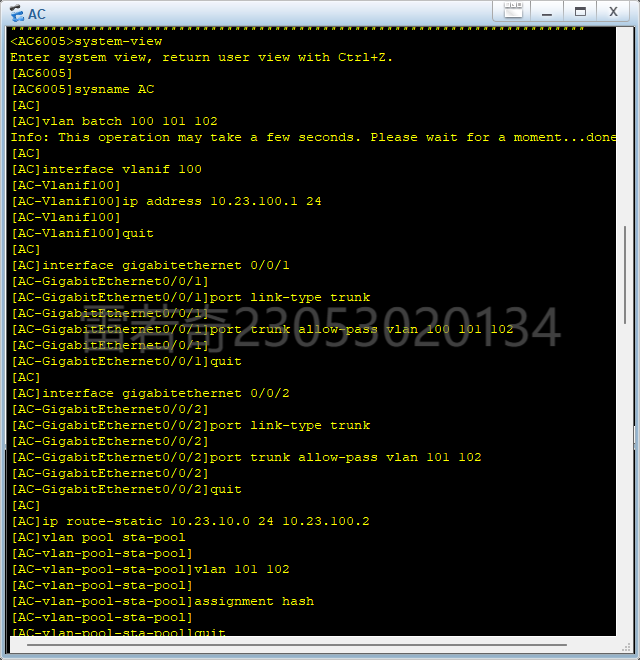 AC
<AC6005>system-view
Enter system view, return user view with Ctrl+Z.
[AC6005]
[AC6005]sysname AC
[AC]
[AC]vlan batch 100 101 102
Info: This operation may take a few seconds. Please wait for a moment...done
[AC]
[AC]interface vlanif 100
[AC-Vlanif100]
[AC-Vlanif100]ip address 10.23.100.1 24
[AC-Vlanif100]
[AC-Vlanif100]quit
[AC]
[AC]interface gigabitethernet 0/0/1
[AC-GigabitEthernet0/0/1]
[AC-GigabitEthernet0/0/1]port link-type trunk
[AC-GigabitEthernet0/0/1]
[AC-GigabitEthernet0/0/1]port trunk allow-pass vlan 100 101 102
[AC-GigabitEthernet0/0/1]
[AC-GigabitEthernet0/0/1]quit
[AC]
[AC]interface gigabitethernet 0/0/2
[AC-GigabitEthernet0/0/2]
[AC-GigabitEthernet0/0/2]port link-type trunk
[AC-GigabitEthernet0/0/2]
[AC-GigabitEthernet0/0/2]port trunk allow-pass vlan 101 102
[AC-GigabitEthernet0/0/2]
[AC-GigabitEthernet0/0/2]quit
[AC]
[AC]ip route-static 10.23.10.0 24 10.23.100.2
[AC]vlan pool sta-pool
[AC-vlan-pool-sta-pool]
[AC-vlan-pool-sta-pool]vlan 101 102
[AC-vlan-pool-sta-pool]
[AC-vlan-pool-sta-pool]assignment hash
[AC-vlan-pool-sta-pool]
[AC-vlan-pool-sta-pool]quit
23053020134